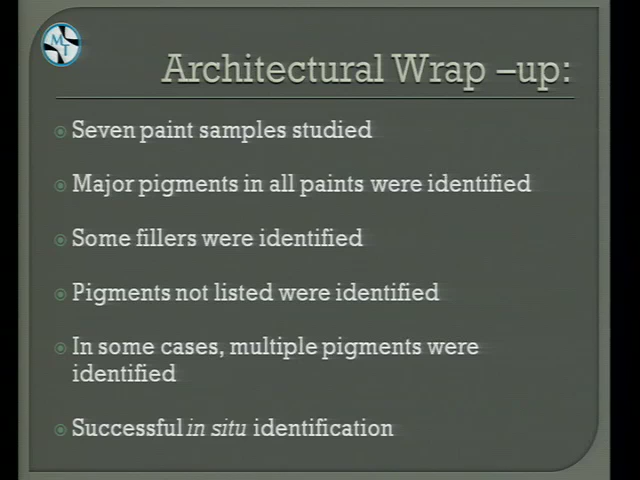 MT
Architectural Wrap –up:
Seven paint samples studied
Major pigments in all paints were identified
Some fillers were identified
Pigments not listed were identified
In some cases, multiple pigments were
identified
Successful in situ identification